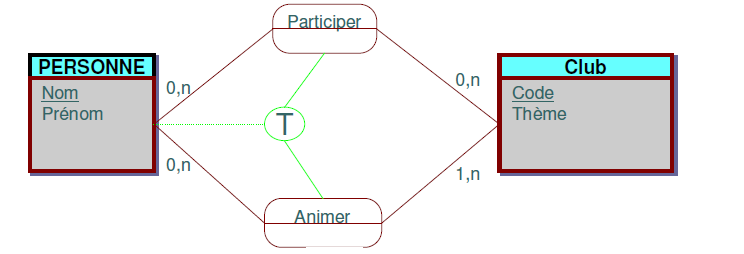 Participer
PERSONNE
Nom
Prénom
0,n
0,n
T
0,n
1,n
Club
Code
Thème
Animer